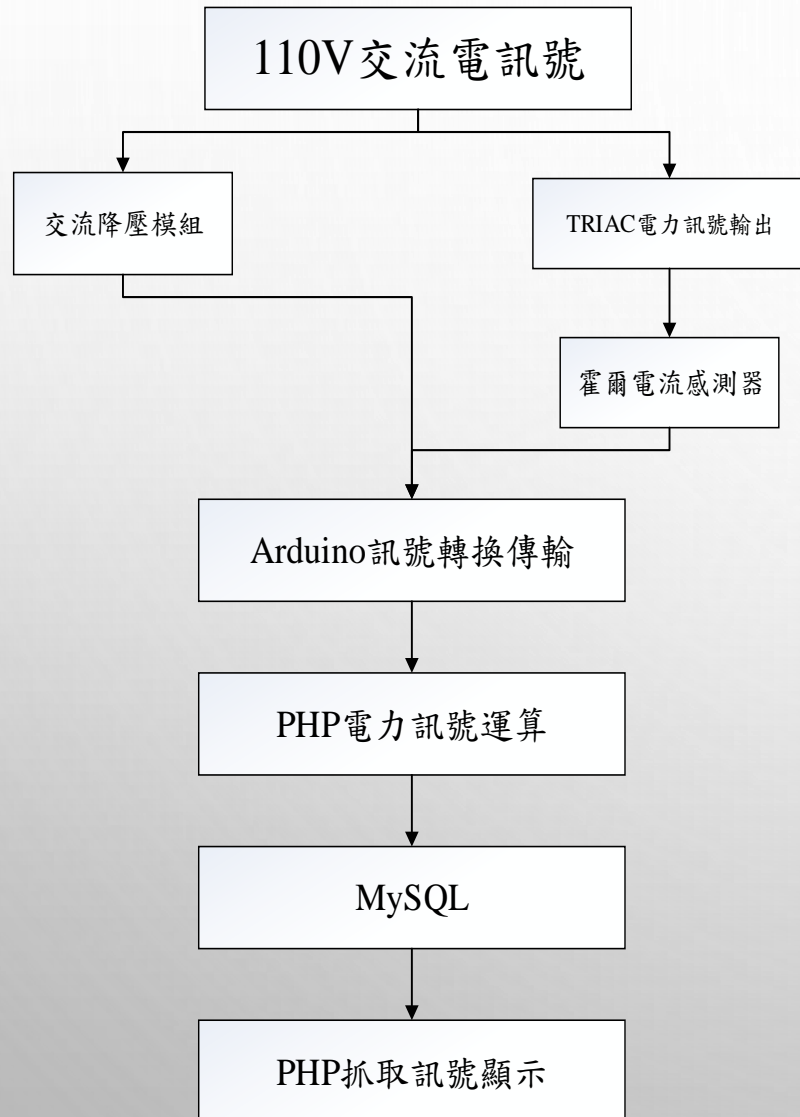 110V交流電訊號
交流降壓模組
TRIAC電力訊號輸出
霍爾電流感測器
Arduino訊號轉換傳輸
PHP電力訊號運算
MySQL
PHP抓取訊號顯示